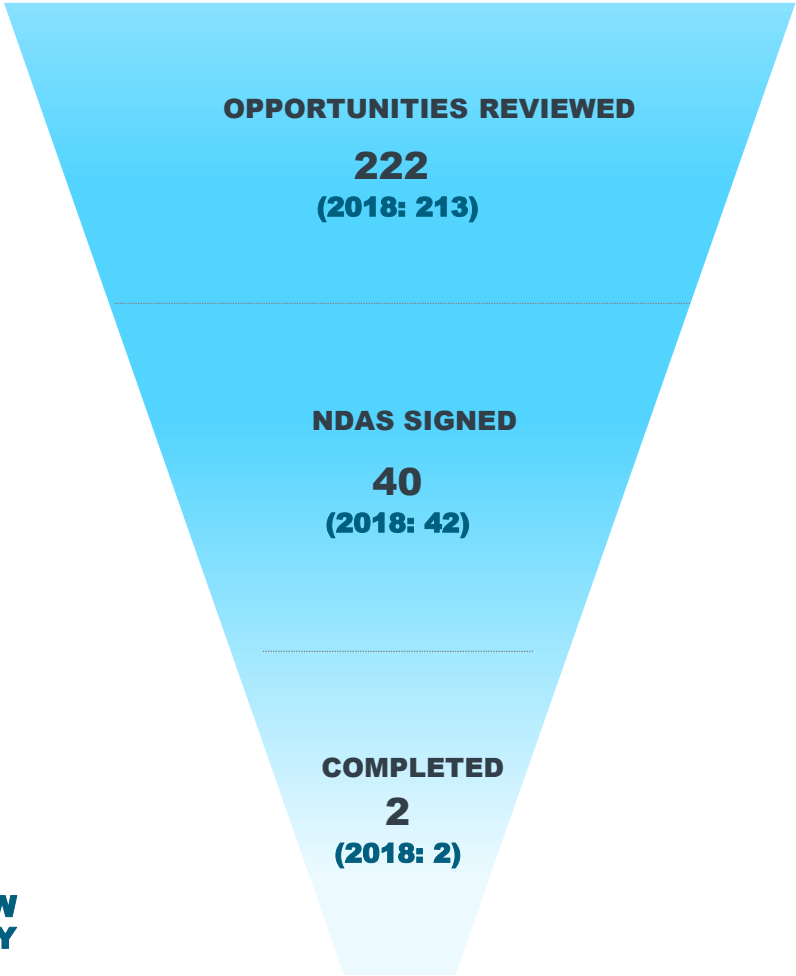 OPPORTUNITIES REVIEWED
222
(2018: 213)
NDAS SIGNED
40
(2018: 42)
COMPLETED
2
(2018: 2)